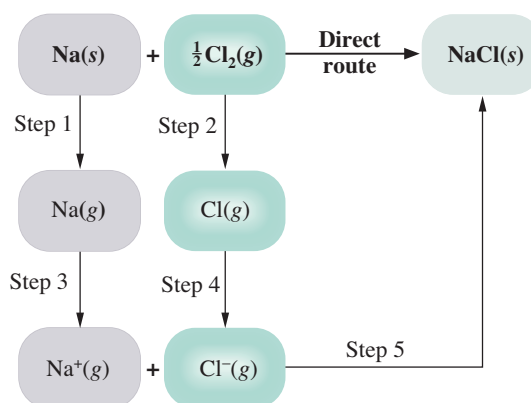 Na(s) + ½Cl₂(g) Direct route NaCl(s)
Step 1 Step 2
Na(g) Cl(g)
Step 3 Step 4
Na⁺(g) + Cl⁻(g) Step 5